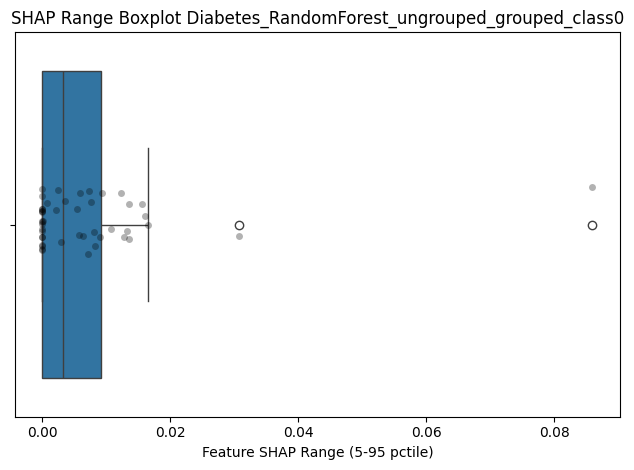 SHAP Range Boxplot Diabetes_RandomForest_ungrouped_grouped_class0
0.00 0.02 0.04 0.06 0.08
Feature SHAP Range (5-95 pctile)